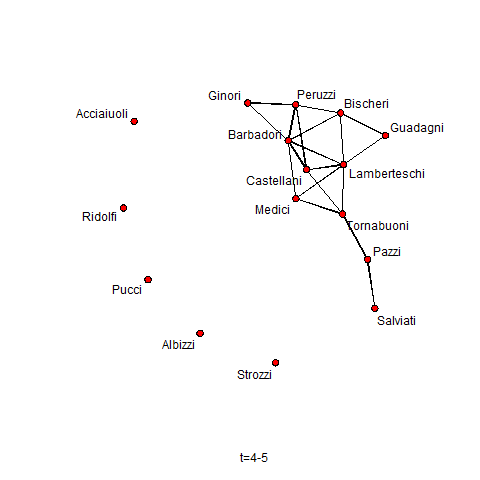 Ginori
Peruzzi
Bischeri
Acciaiuoli
Guadagni
Barbadori
Lamberteschi
Castellani
Medici
Ridolfi
Tornabuoni
Pazzi
Pucci
Salviati
Albizzi
Strozzi
t=4-5